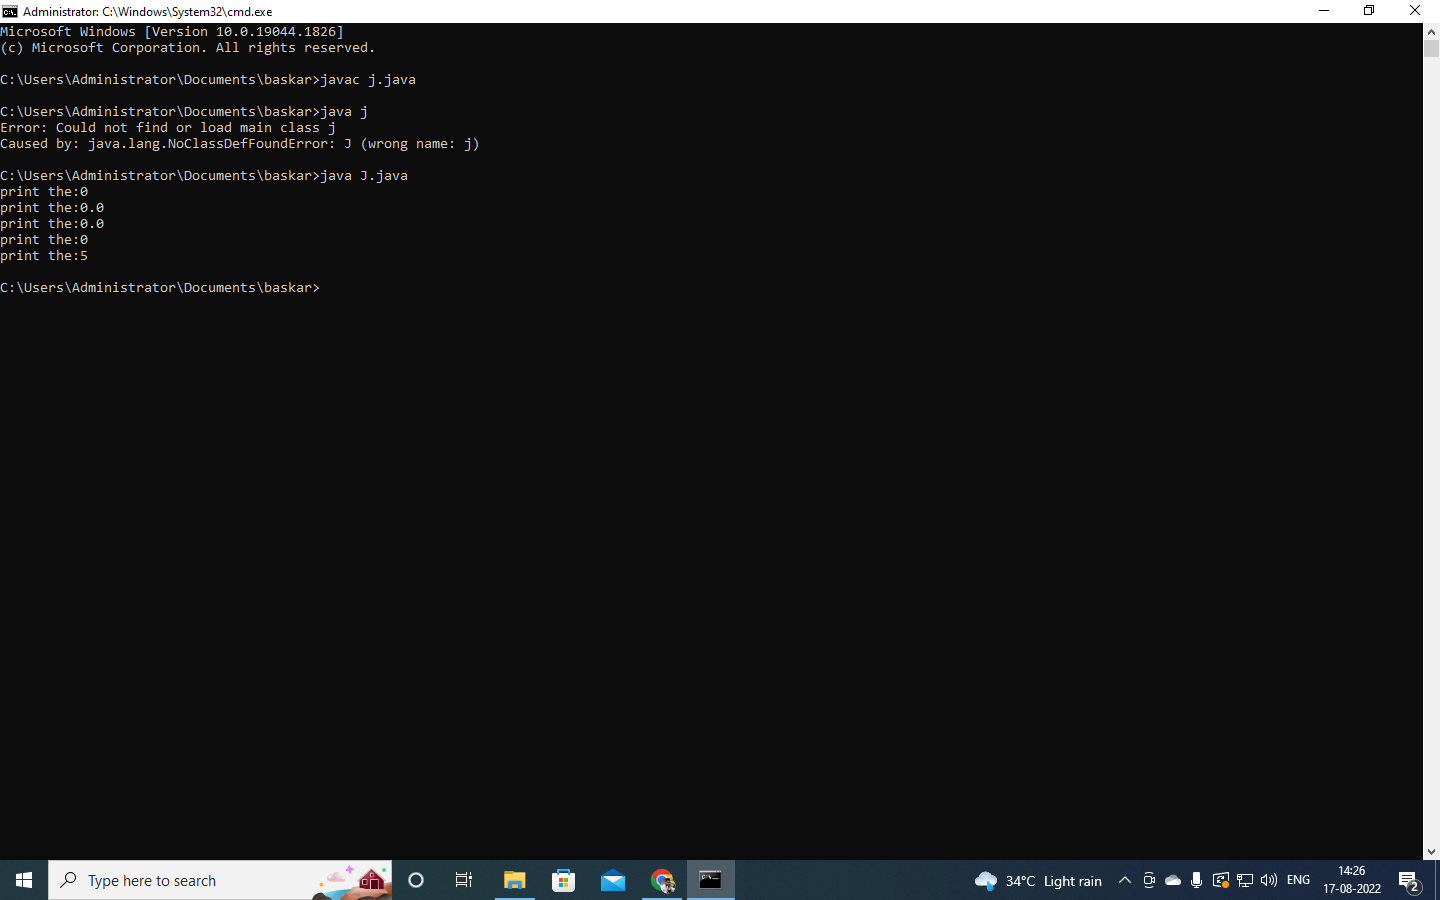 Administrator: C:\Windows\System32\cmd.exe
Microsoft Windows [Version 10.0.19044.1826]
(c) Microsoft Corporation. All rights reserved.
C:\Users\Administrator\Documents\baskar>javac j.java
C:\Users\Administrator\Documents\baskar>java j
Error: Could not find or load main class j
Caused by: java.lang.NoClassDefFoundError: J (wrong name: j)
C:\Users\Administrator\Documents\baskar>java J.java
print the:0
print the:0.0
print the:0.0
print the:0
print the:5
C:\Users\Administrator\Documents\baskar>
Type here to search
34°C Light rain
ENG
14:26
17-08-2022
2